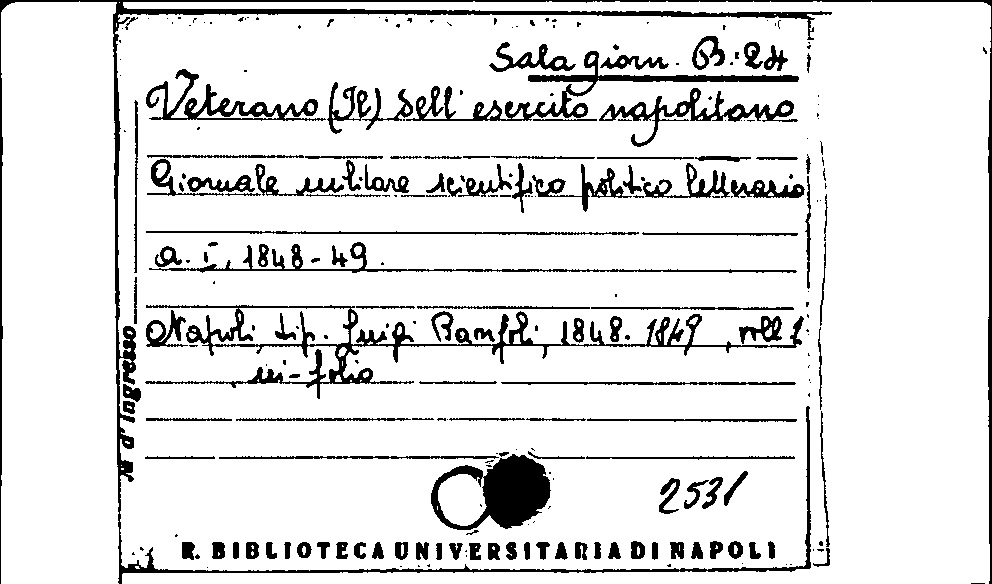 Sala giorn. B. 24
Veterano (Il) dell' esercito napolitano
Giornale militare scientifico politico letterario
a. I, 1848-49.
Napoli, tip. Luigi Banzoli, 1848. 1849, voll 1
in-folio
N d'Ingresso
2531
R. BIBLIOTECA UNIVERSITARIA DI NAPOLI